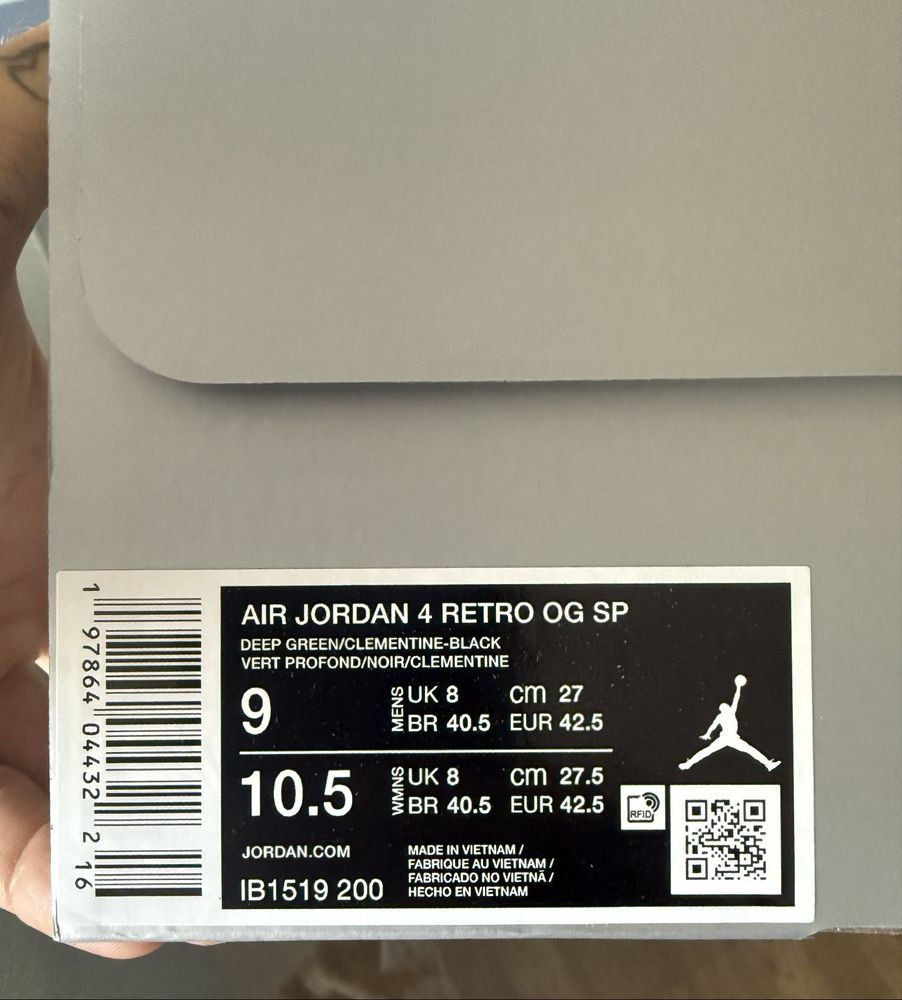 AIR JORDAN 4 RETRO OG SP
DEEP GREEN/CLEMENTINE-BLACK
VERT PROFOND/NOIR/CLEMENTINE
9
MENS
UK 8 cm 27
BR 40.5 EUR 42.5
10.5
WMNS
UK 8 cm 27.5
BR 40.5 EUR 42.5
RFID
JORDAN.COM
IB1519 200
MADE IN VIETNAM /
FABRIQUE AU VIETNAM /
FABRICADO NO VIETNÃ /
HECHO EN VIETNAM
1 97864 04432 2 16